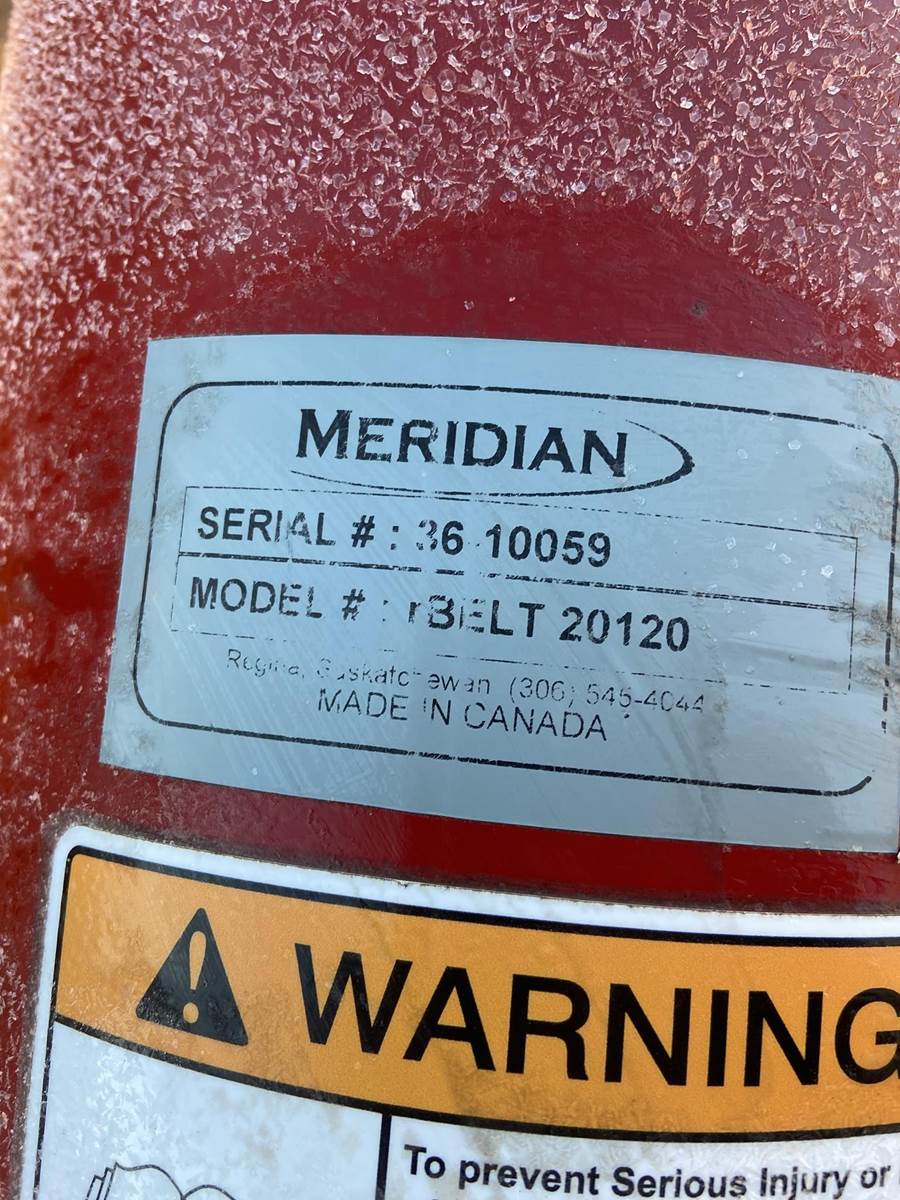 MERIDIAN
SERIAL # : 36 10059
MODEL # : rBELT 20120
Regina, Saskatchewan (306) 545-4044
MADE IN CANADA
WARNING
To prevent Serious Injury or